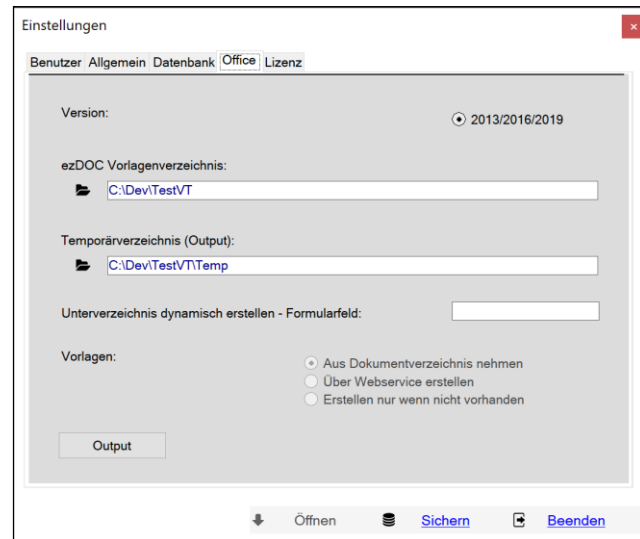 Einstellungen
Benutzer Allgemein Datenbank Office Lizenz
Version:
2013/2016/2019
ezDOC Vorlagenverzeichnis:
C:\Dev\TestVT
Temporärverzeichnis (Output):
C:\Dev\TestVT\Temp
Unterverzeichnis dynamisch erstellen - Formularfeld:
Vorlagen:
Aus Dokumentverzeichnis nehmen
Über Webservice erstellen
Erstellen nur wenn nicht vorhanden
Output
Öffnen Sichern Beenden